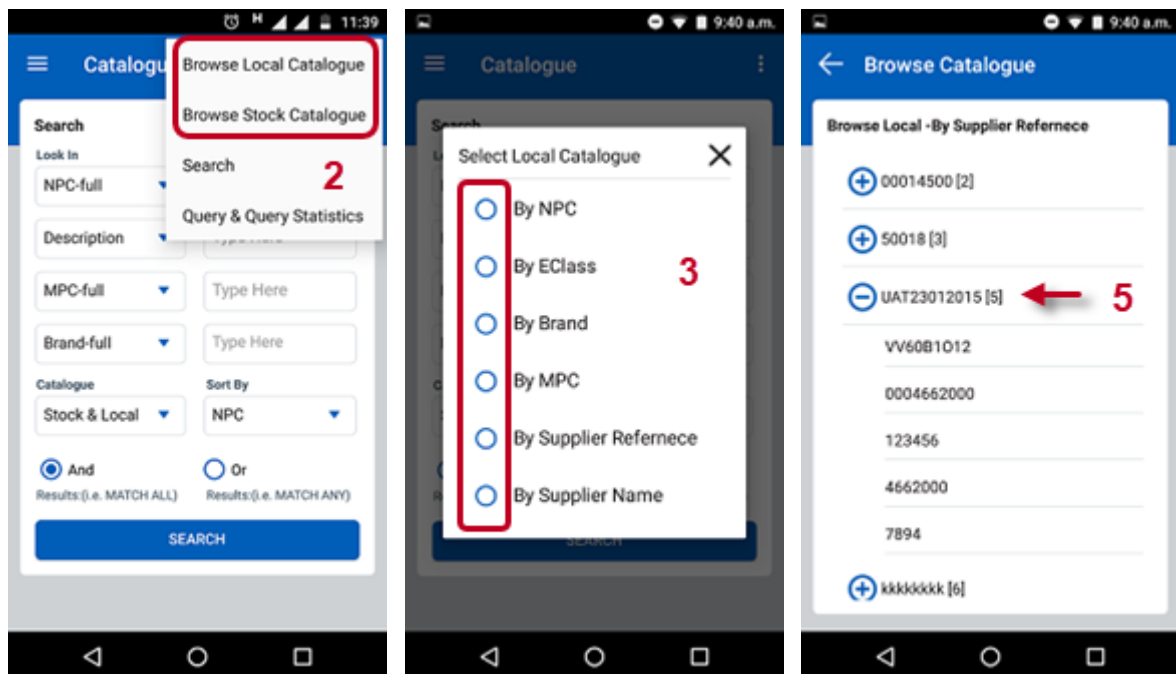 H 11:39
Catalogu
Browse Local Catalogue
Browse Stock Catalogue
Search
Query & Query Statistics
2
Search
Look In
NPC-full
Description
Type Here
MPC-full
Type Here
Brand-full
Type Here
Catalogue
Sort By
Stock & Local
NPC
And
Or
Results:(i.e. MATCH ALL)
Results:(i.e. MATCH ANY)
SEARCH
9:40 a.m.
Catalogue
Search
Select Local Catalogue
By NPC
By EClass
By Brand
By MPC
By Supplier Refernece
By Supplier Name
3
SEARCH
9:40 a.m.
Browse Catalogue
Browse Local -By Supplier Refernece
00014500 [2]
50018 [3]
UAT23012015 [5]
5
VV60B1O12
0004662000
123456
4662000
7894
kkkkkkkk [6]